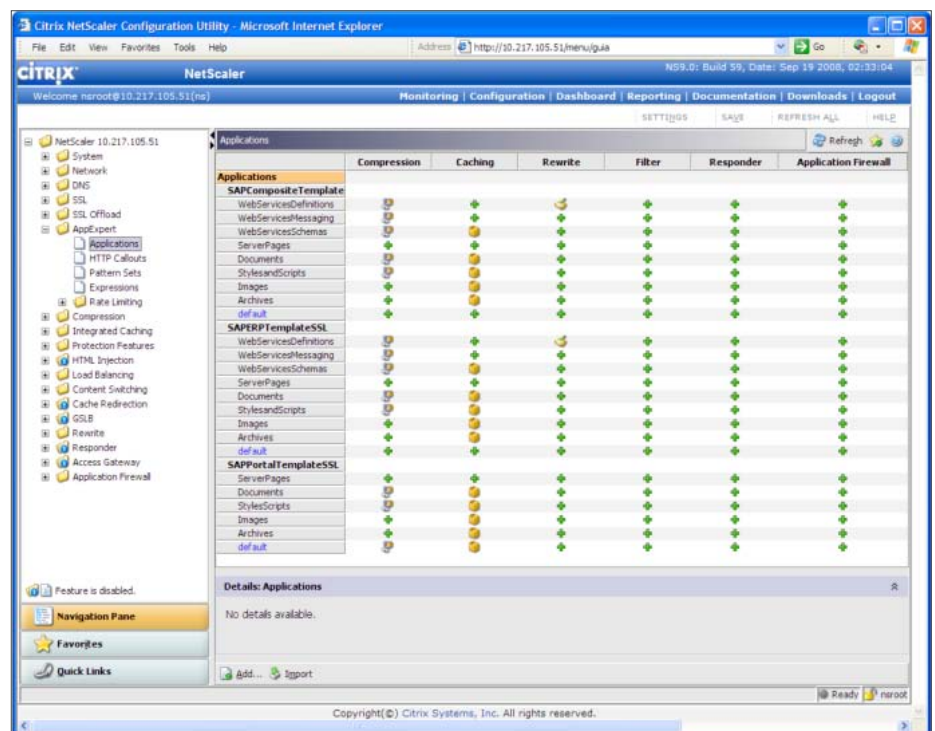 Citrix NetScaler Configuration Utility - Microsoft Internet Explorer
File Edit View Favorites Tools Help Address http://10.217.105.51/menu/guia Go
CITRIX NetScaler NS9.0: Build 59, Date: Sep 19 2008, 02:33:04
Welcome nsroot@10.217.105.51(ns) Monitoring | Configuration | Dashboard | Reporting | Documentation | Downloads | Logout
SETTINGS SAVE REFRESH ALL HELP
NetScaler 10.217.105.51
System
Network
DNS
SSL
SSL Offload
AppExpert
Applications
HTTP Callouts
Pattern Sets
Expressions
Rate Limiting
Compression
Integrated Caching
Protection Features
HTML Injection
Load Balancing
Content Switching
Cache Redirection
GSLB
Rewrite
Responder
Access Gateway
Application Firewall
Feature is disabled.
Navigation Pane
Favorites
Quick Links
Applications Refresh
Compression Caching Rewrite Filter Responder Application Firewall
Applications
SAPCompositeTemplate
WebServicesDefinitions
WebServicesMessaging
WebServicesSchemas
ServerPages
Documents
StylesandScripts
Images
Archives
default
SAPERPTemplateSSL
WebServicesDefinitions
WebServicesMessaging
WebServicesSchemas
ServerPages
Documents
StylesandScripts
Images
Archives
default
SAPPortalTemplateSSL
ServerPages
Documents
StylesScripts
Images
Archives
default
Details: Applications
No details available.
Add... Import
Ready nsroot
Copyright(©) Citrix Systems, Inc. All rights reserved.